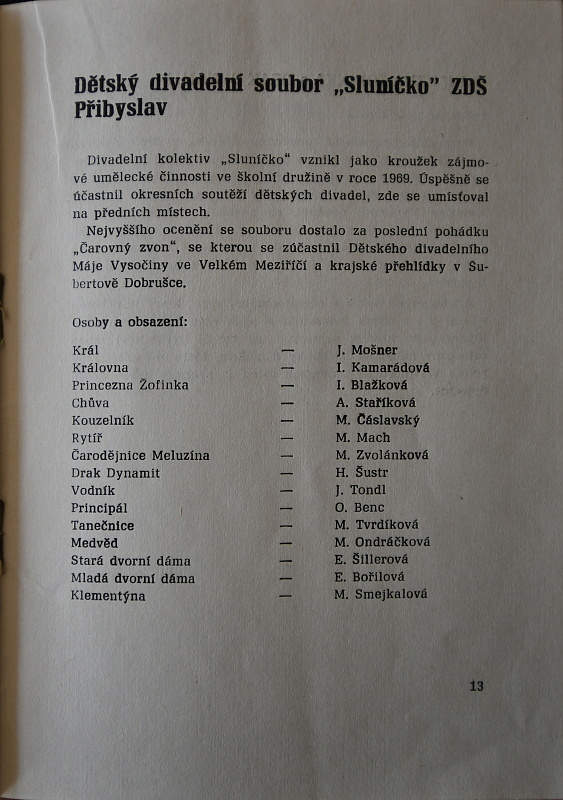 Dětský divadelní soubor „Sluníčko” ZDŠ
Přibyslav
Divadelní kolektiv „Sluníčko“ vznikl jako kroužek zájmo-
vé umělecké činnosti ve školní družině v roce 1969. Úspěšně se
účastnil okresních soutěží dětských divadel, zde se umisťoval
na předních místech.
Nejvyššího ocenění se souboru dostalo za poslední pohádku
„Čarovný zvon“, se kterou se zúčastnil Dětského divadelního
Máje Vysočiny ve Velkém Meziříčí a krajské přehlídky v Šu-
bertově Dobrušce.
Osoby a obsazení:
Král — J. Mošner
Královna — I. Kamarádová
Princezna Žofinka — I. Blažková
Chůva — A. Staříková
Kouzelník — M. Čáslavský
Rytíř — M. Mach
Čarodějnice Meluzína — M. Zvolánková
Drak Dynamit — H. Šustr
Vodník — J. Tondl
Principál — O. Benc
Tanečnice — M. Tvrdíková
Medvěd — M. Ondráčková
Stará dvorní dáma — E. Šillerová
Mladá dvorní dáma — E. Bořilová
Klementýna — M. Smejkalová
13